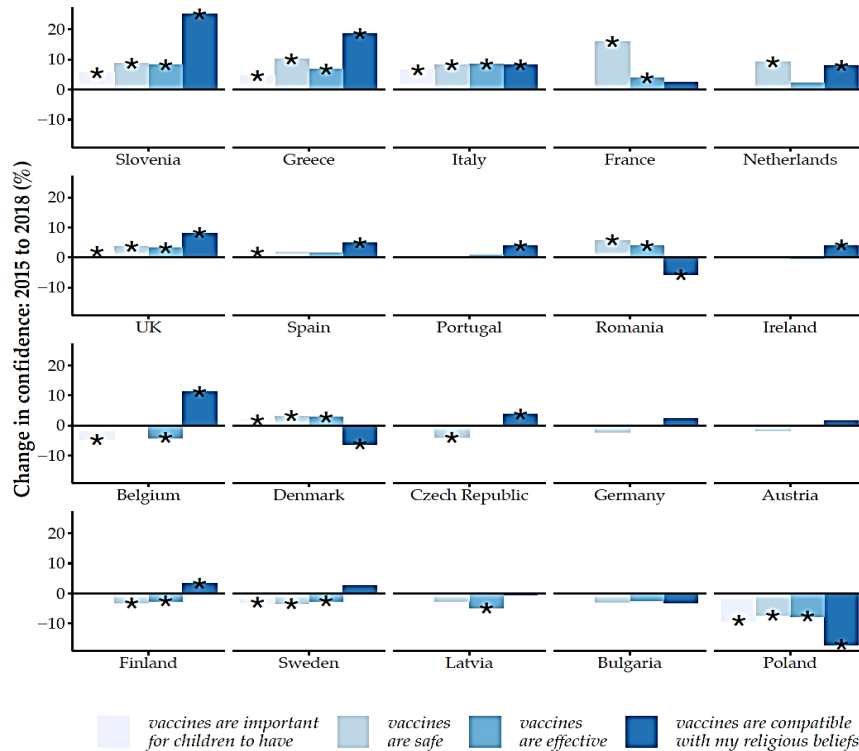 Change in confidence: 2015 to 2018 (%)
20
10
0
−10
* * * *
* * * *
* * * *
* *
* *
Slovenia Greece Italy France Netherlands
20
10
0
−10
* * * *
* *
*
* * *
*
UK Spain Portugal Romania Ireland
20
10
0
−10
* * *
* * * *
* *
Belgium Denmark Czech Republic Germany Austria
20
10
0
−10
* * *
* * *
*
* * * *
Finland Sweden Latvia Bulgaria Poland
vaccines are important
for children to have
vaccines
are safe
vaccines
are effective
vaccines are compatible
with my religious beliefs